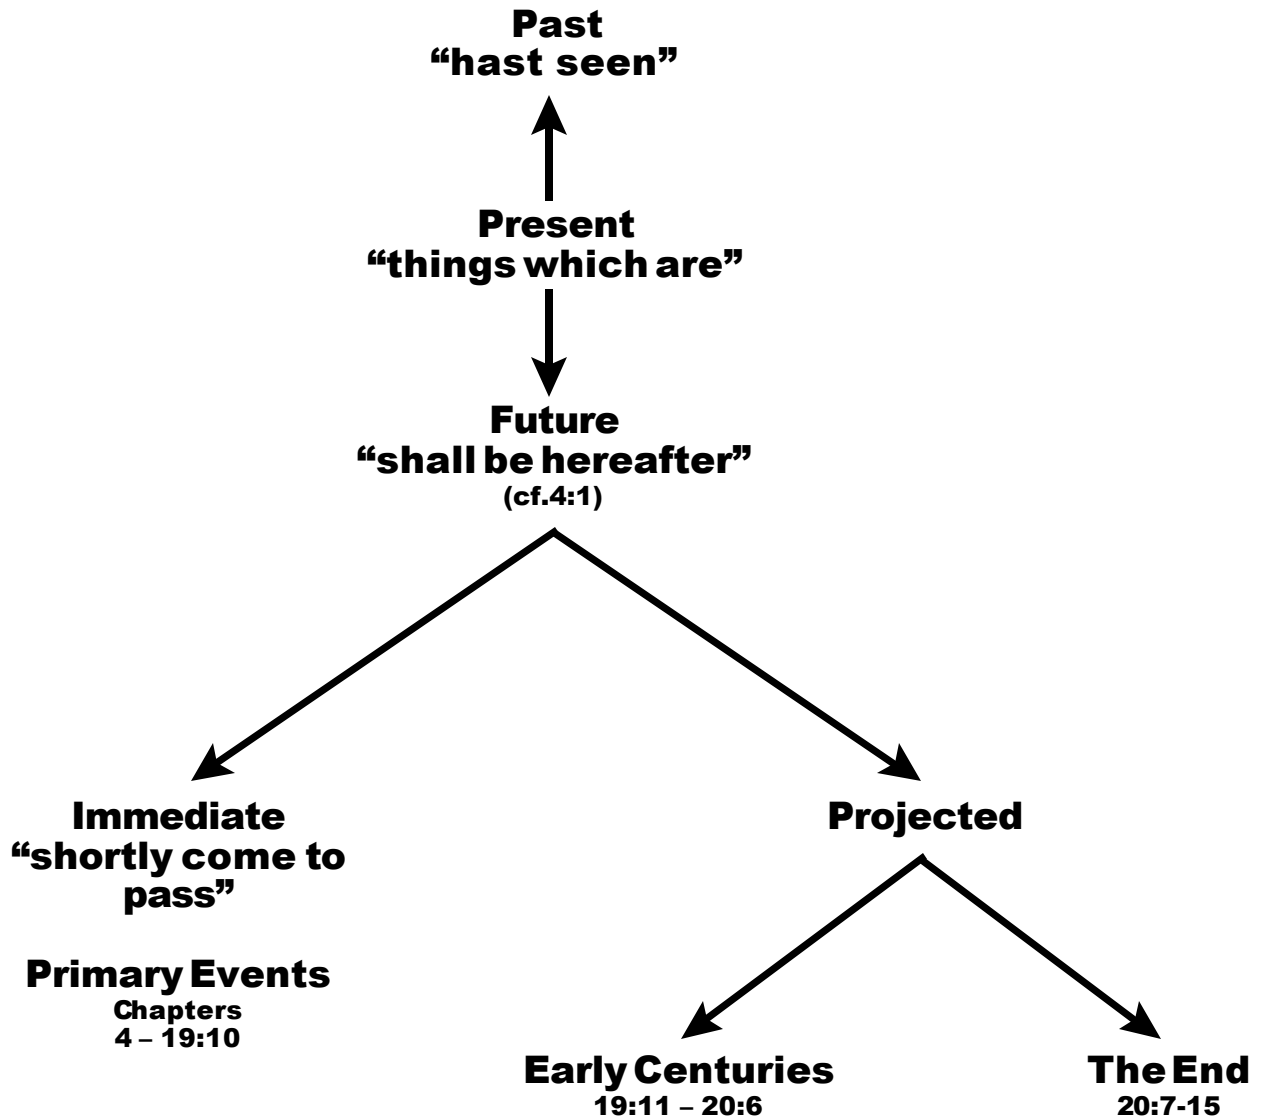 Past
“hast seen”
Present
“things which are”
Future
“shall be hereafter”
(cf.4:1)
Immediate
“shortly come to
pass”
Primary Events
Chapters
4 – 19:10
Projected
Early Centuries
19:11 – 20:6
The End
20:7-15